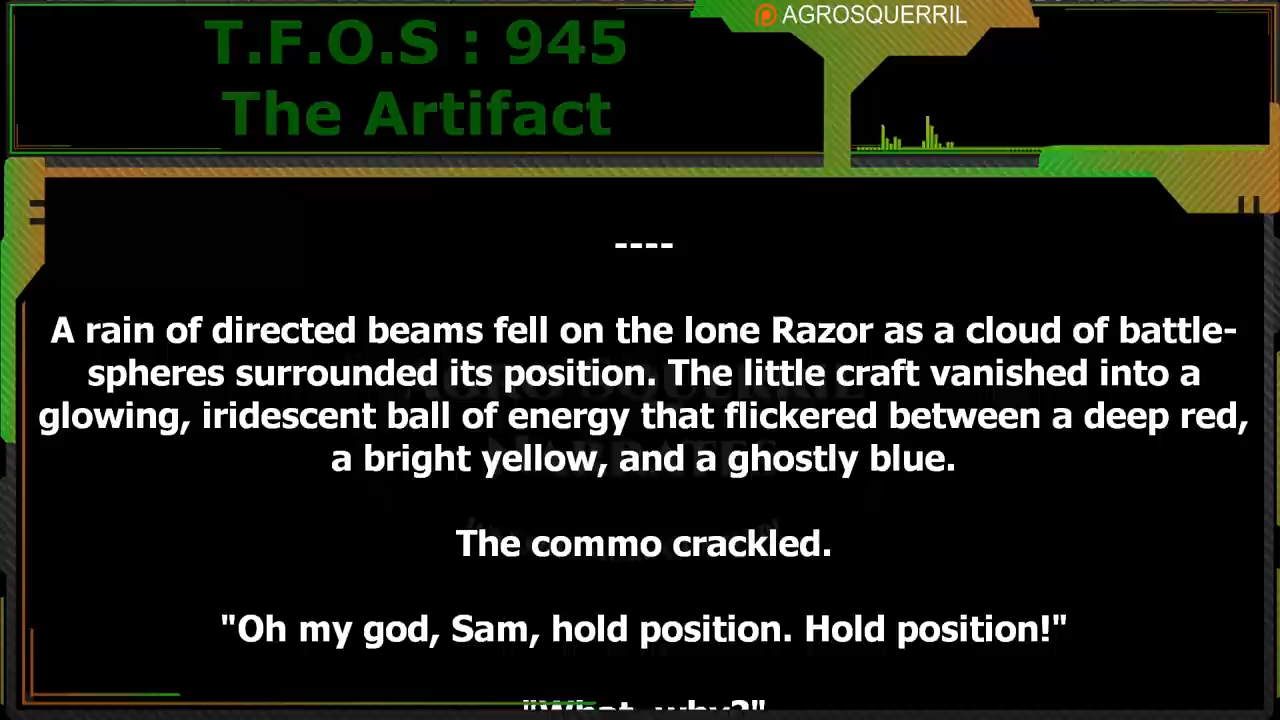 AGROSQUERRIL
T.F.O.S : 945
The Artifact
----
A rain of directed beams fell on the lone Razor as a cloud of battle-
spheres surrounded its position. The little craft vanished into a
glowing, iridescent ball of energy that flickered between a deep red,
a bright yellow, and a ghostly blue.
The commo crackled.
"Oh my god, Sam, hold position. Hold position!"
"What, why?"